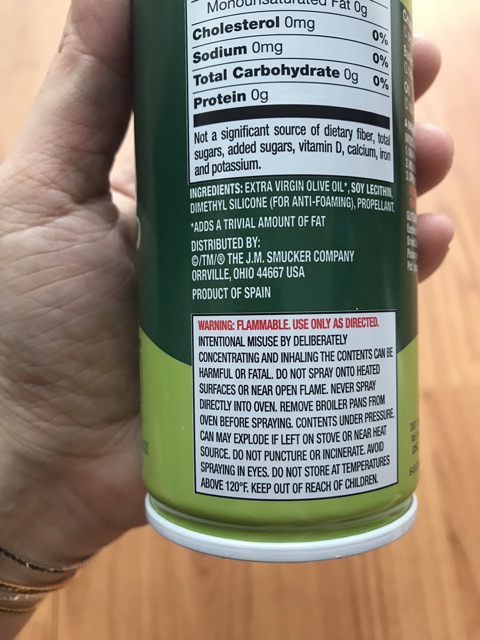 Monounsaturated Fat 0g
Cholesterol 0mg 0%
Sodium 0mg 0%
Total Carbohydrate 0g 0%
Protein 0g
Not a significant source of dietary fiber, total
sugars, added sugars, vitamin D, calcium, iron
and potassium.
INGREDIENTS: EXTRA VIRGIN OLIVE OIL*, SOY LECITHIN,
DIMETHYL SILICONE (FOR ANTI-FOAMING), PROPELLANT.
*ADDS A TRIVIAL AMOUNT OF FAT
DISTRIBUTED BY:
©/TM/® THE J.M. SMUCKER COMPANY
ORRVILLE, OHIO 44667 USA
PRODUCT OF SPAIN
WARNING: FLAMMABLE. USE ONLY AS DIRECTED.
INTENTIONAL MISUSE BY DELIBERATELY
CONCENTRATING AND INHALING THE CONTENTS CAN BE
HARMFUL OR FATAL. DO NOT SPRAY ONTO HEATED
SURFACES OR NEAR OPEN FLAME. NEVER SPRAY
DIRECTLY INTO OVEN. REMOVE BROILER PANS FROM
OVEN BEFORE SPRAYING. CONTENTS UNDER PRESSURE.
CAN MAY EXPLODE IF LEFT ON STOVE OR NEAR HEAT
SOURCE. DO NOT PUNCTURE OR INCINERATE. AVOID
SPRAYING IN EYES. DO NOT STORE AT TEMPERATURES
ABOVE 120°F. KEEP OUT OF REACH OF CHILDREN.